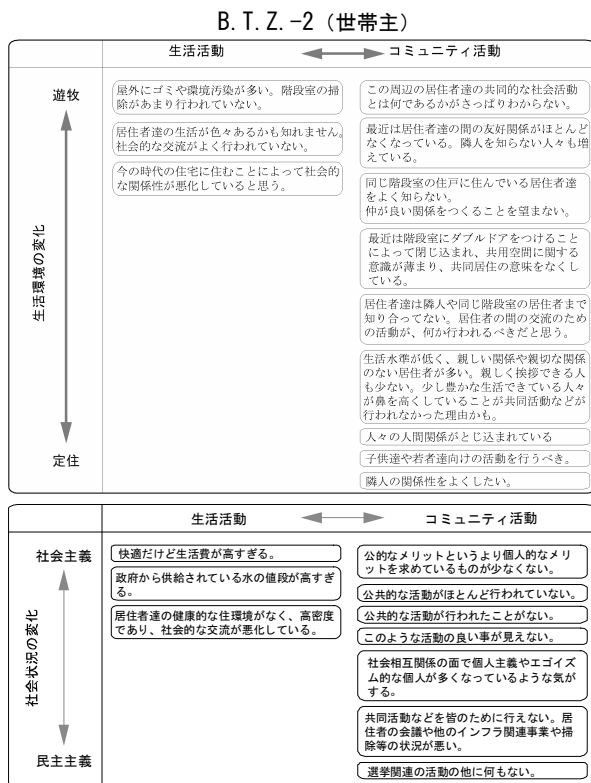 B.T.Z.-2（世帯主）
生活活動
コミュニティ活動
遊牧
生活環境の変化
定住
屋外にゴミや環境汚染が多い。階段室の掃
除があまり行われていない。
居住者達の生活が色々あるかも知れません。
社会的な交流がよく行われていない。
今の時代の住宅に住むことによって社会的
な関係性が悪化していると思う。
この周辺の居住者達の共同的な社会活動
とは何であるかがさっぱりわからない。
最近は居住者達の間の友好関係がほとんど
なくなっている。隣人を知らない人々も増
えている。
同じ階段室の住戸に住んでいる居住者達
をよく知らない。
仲が良い関係をつくることを望まない。
最近は階段室にダブルドアをつけること
によって閉じ込まれ、共用空間に関する
意識が薄まり、共同居住の意味をなくし
ている。
居住者達は隣人や同じ階段室の居住者まで
知り合ってない。居住者の間の交流のため
の活動が、何か行われるべきだと思う。
生活水準が低く、親しい関係や親切な関係
のない居住者が多い。親しく挨拶できる人
も少ない。少し豊かな生活できている人々
が鼻を高くしていることが共同活動などが
行われなかった理由かも。
人々の人間関係がとじ込まれている
子供達や若者達向けの活動を行うべき。
隣人の関係性をよくしたい。
生活活動
コミュニティ活動
社会主義
社会状況の変化
民主主義
快適だけど生活費が高すぎる。
政府から供給されている水の値段が高すぎ
る。
居住者達の健康的な住環境がなく、高密度
であり、社会的な交流が悪化している。
公的なメリットというより個人的なメリ
ットを求めているものが少なくない。
公共的な活動がほとんど行われていない。
公共的な活動が行われたことがない。
このような活動の良い事が見えない。
社会相互関係の面で個人主義やエゴイズ
ム的な個人が多くなっているような気が
する。
共同活動などを皆のために行えない。居
住者の会議や他のインフラ関連事業や掃
除等の状況が悪い。
選挙関連の活動の他に何もない。